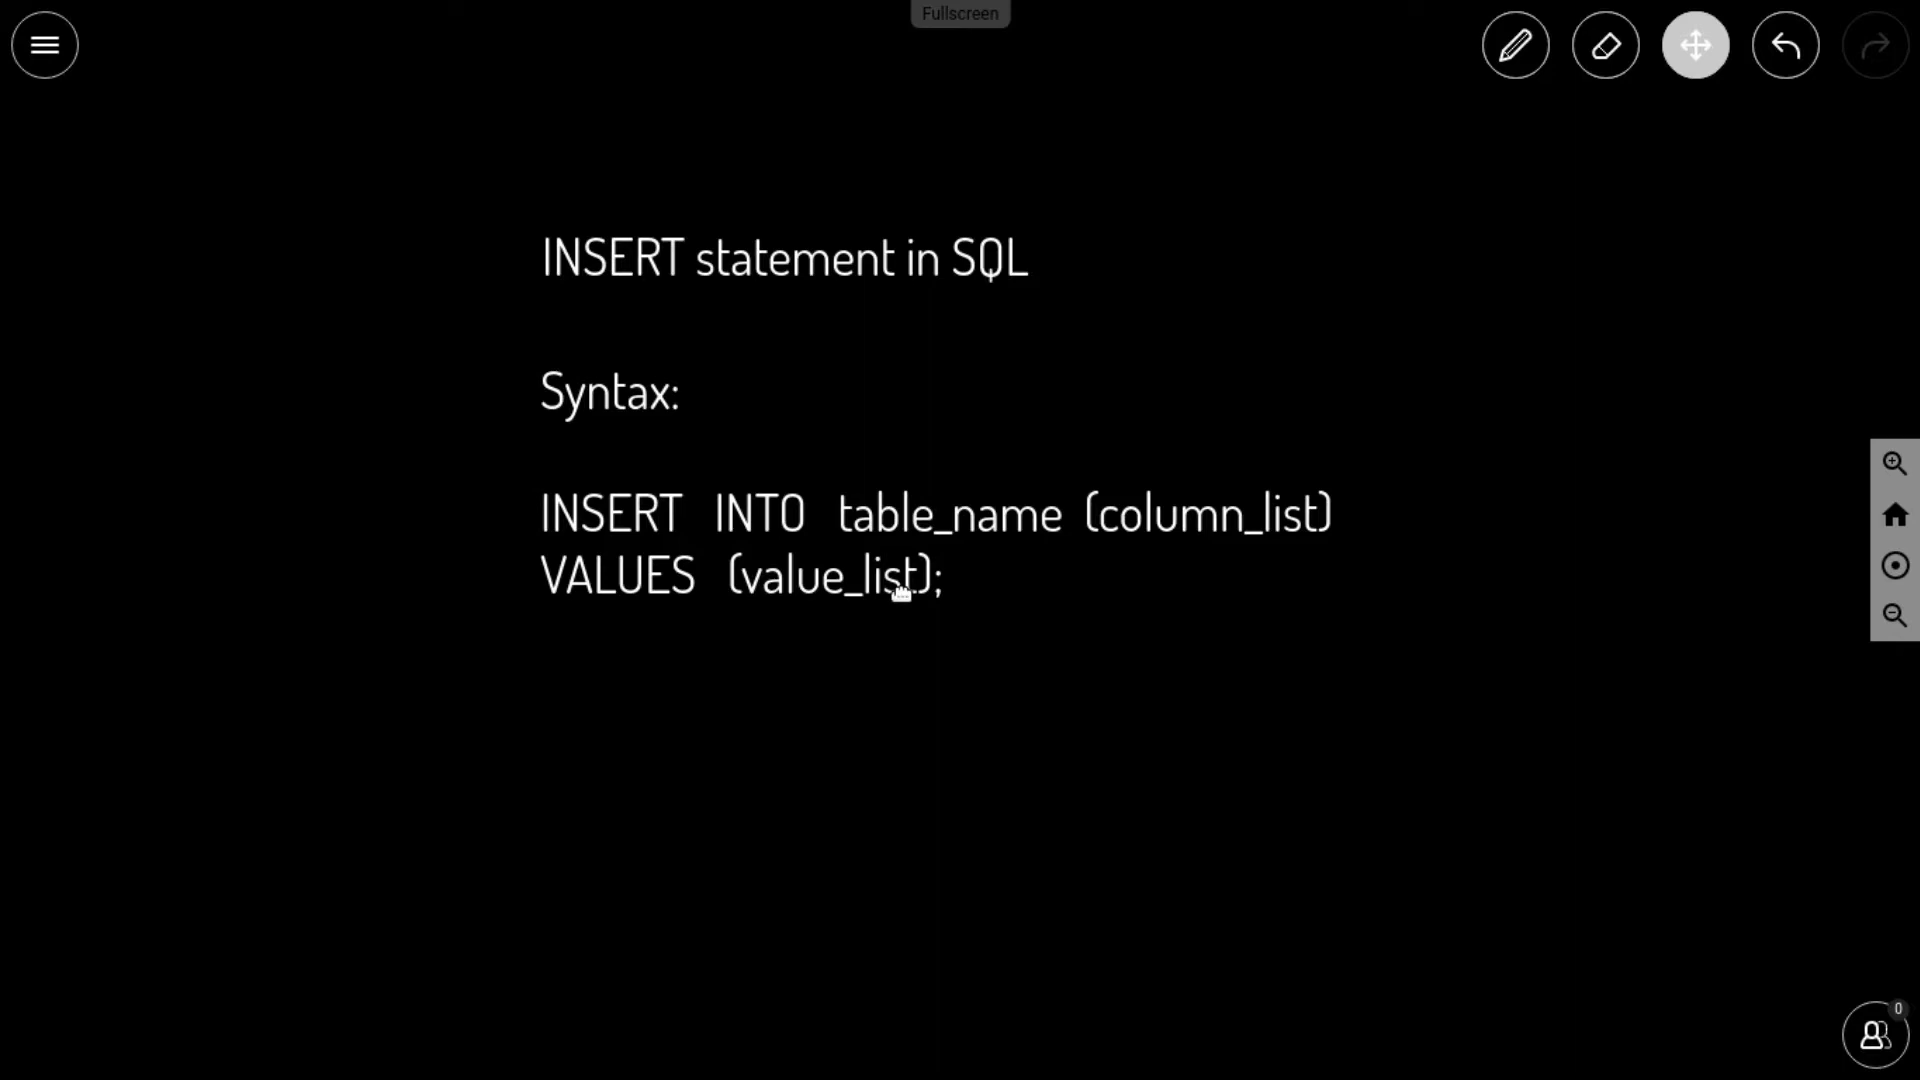 Fullscreen
INSERT statement in SQL
Syntax:
INSERT INTO table_name (column_list)
VALUES (value_list);
0